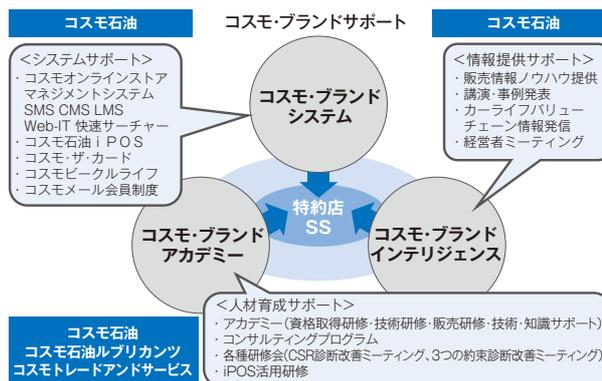 コスモ石油
コスモ・ブランドサポート
コスモ石油
＜システムサポート＞
・コスモオンラインストア
マネジメントシステム
SMS CMS LMS
Web-IT 快速サーチャー
・コスモ石油 i P O S
・コスモ・ザ・カード
・コスモビークルライフ
・コスモメール会員制度
コスモ・ブランド
システム
＜情報提供サポート＞
・販売情報ノウハウ提供
・講演・事例発表
・カーライフバリュー
チェーン情報発信
・経営者ミーティング
特約店
SS
コスモ・ブランド
アカデミー
コスモ・ブランド
インテリジェンス
＜人材育成サポート＞
・アカデミー（資格取得研修・技術研修・販売研修・技術・知識サポート）
・コンサルティングプログラム
・各種研修会（CSR診断改善ミーティング、3つの約束診断改善ミーティング）
・iPOS活用研修
コスモ石油
コスモ石油ルブリカンツ
コスモトレードアンドサービス